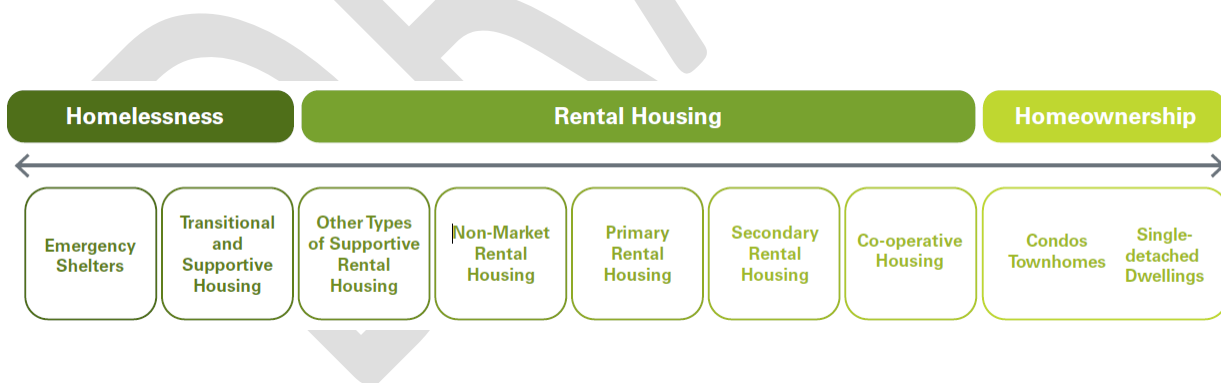 Homelessness
Rental Housing
Homeownership
Emergency
Shelters
Transitional
and
Supportive
Housing
Other Types
of Supportive
Rental
Housing
Non-Market
Rental
Housing
Primary
Rental
Housing
Secondary
Rental
Housing
Co-operative
Housing
Condos
Townhomes
Single-
detached
Dwellings